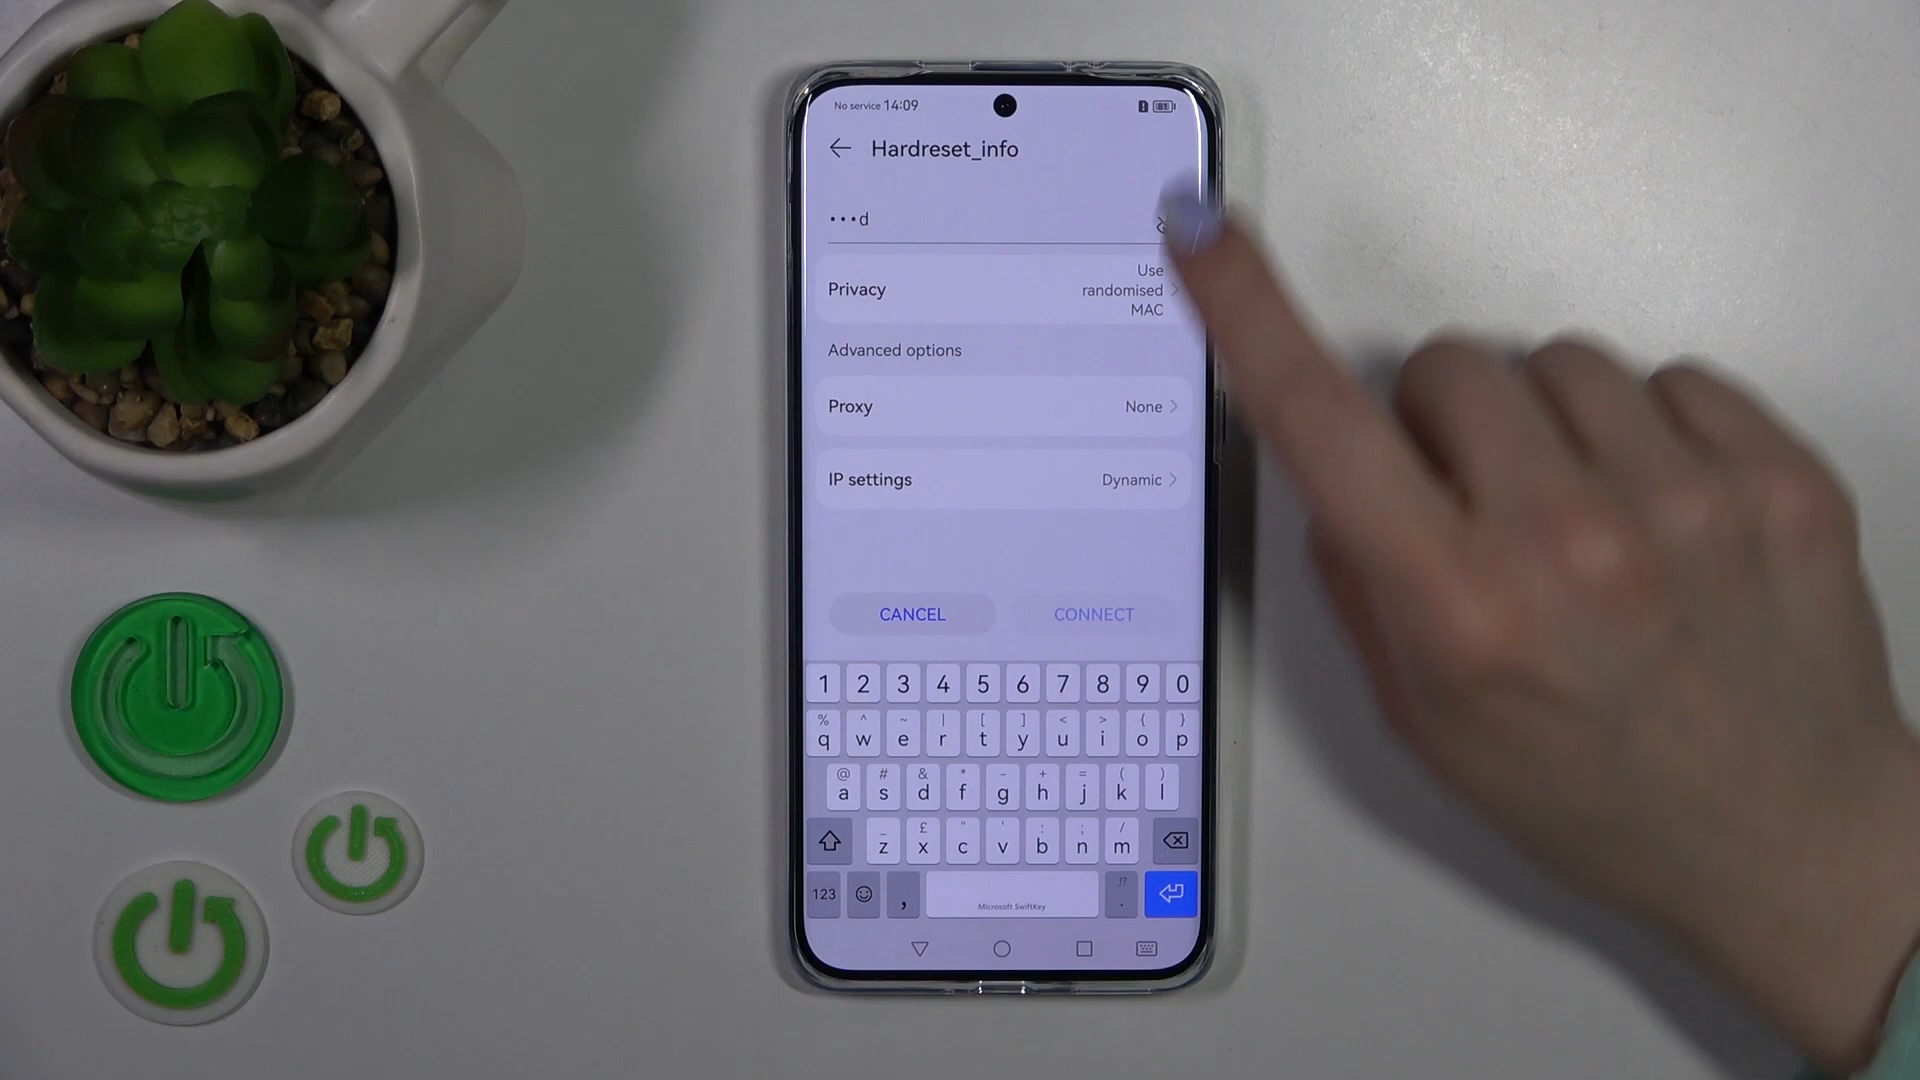 No service 14:09
Hardreset_info
•••d
Privacy
Use
randomised
MAC
Advanced options
Proxy
None
IP settings
Dynamic
CANCEL
CONNECT
1 2 3 4 5 6 7 8 9 0
% ^ ~ | [ ] < > { }
q w e r t y u i o p
@ # & * - + = ( )
a s d f g h j k l
_ £ " ' : ; /
z x c v b n m
123 , Microsoft SwiftKey !? .